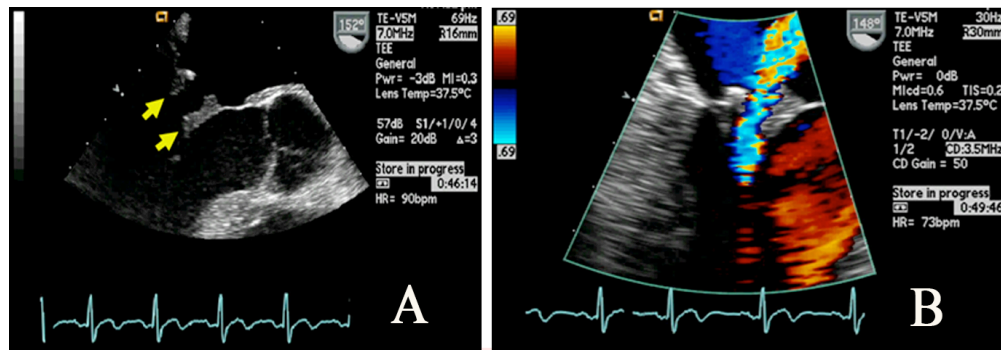 152°
TE-V5M 69Hz
7.0MHz R16mm
TEE
General
Pwr= -3dB MI=0.3
Lens Temp=37.5°C
57dB S1/+1/0/4
Gain= 20dB Δ=3
Store in progress
0:46:14
HR= 90bpm
A
.69
.69
148°
TE-V5M 30Hz
7.0MHz R30mm
TEE
General
Pwr= 0dB
MIcd=0.6 TIS=0.2
Lens Temp=37.5°C
T1/-2/ 0/V:A
1/2 CD:3.5MHz
CD Gain = 50
Store in progress
0:49:46
HR= 73bpm
B